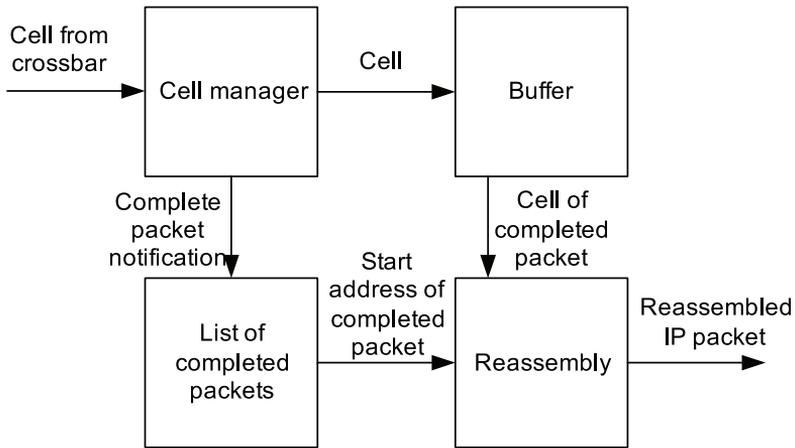 Cell from
crossbar
Cell manager
Cell
Buffer
Complete
packet
notification
Cell of
completed
packet
Start
address of
completed
packet
List of
completed
packets
Reassembly
Reassembled
IP packet